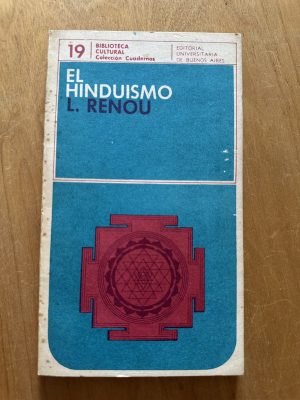 19
BIBLIOTECA
CULTURAL
Colección Cuadernos
EDITORIAL
UNIVERSITARIA
DE BUENOS AIRES
EL
HINDUISMO
L. RENOU